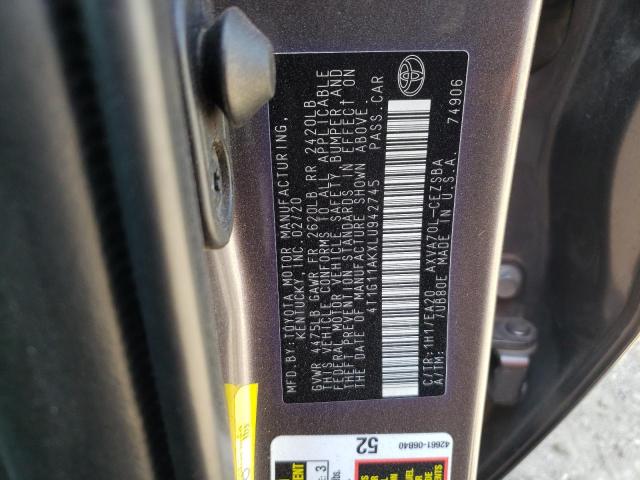 MFD.BY:TOYOTA MOTOR MANUFACTURING,
KENTUCKY, INC. 02/20
GVWR 4475LB GAWR FR 2620LB RR 2420LB
THIS VEHICLE CONFORMS TO ALL APPLICABLE
FEDERAL MOTOR VEHICLE SAFETY, BUMPER AND
THEFT PREVENTION STANDARDS IN EFFECT ON
THE DATE OF MANUFACTURE SHOWN ABOVE.
4T1G11AKXLU942745 PASS.CAR
C/TR:1H1/EA20 AXVA70L-CEZSBA
A/TM: 7UB80E MADE IN U.S.A. 74906
42661-06B40
52
3